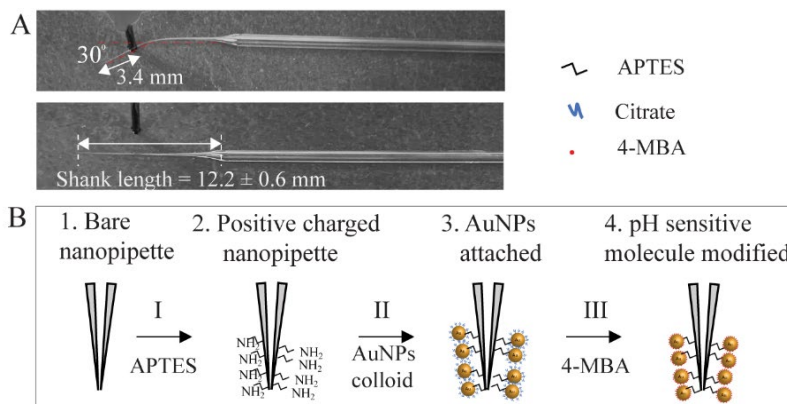 A
30°
3.4 mm
Shank length = 12.2 ± 0.6 mm
APTES
Citrate
4-MBA
B
1. Bare
nanopipette
2. Positive charged
nanopipette
3. AuNPs
attached
4. pH sensitive
molecule modified
I
APTES
NH₂
NH₂
NH₂
NH₂
NH₂
NH₂
NH₂
NH₂
II
AuNPs
colloid
III
4-MBA